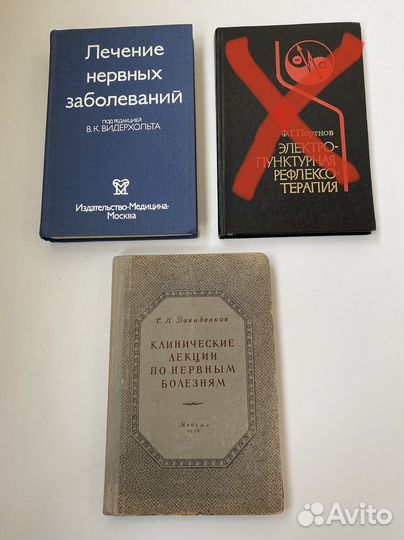 Лечение
нервных
заболеваний
ПОД РЕДАКЦИЕЙ
В. К. ВИДЕРХОЛЬТА
Издательство·Медицина·
Москва
Ф.Г. Портнов
ЭЛЕКТРО-
ПУНКТУРНАЯ
РЕФЛЕКСО-
ТЕРАПИЯ
С. Н. Давиденков
КЛИНИЧЕСКИЕ
ЛЕКЦИИ
ПО НЕРВНЫМ
БОЛЕЗНЯМ
Медгиз
Avito